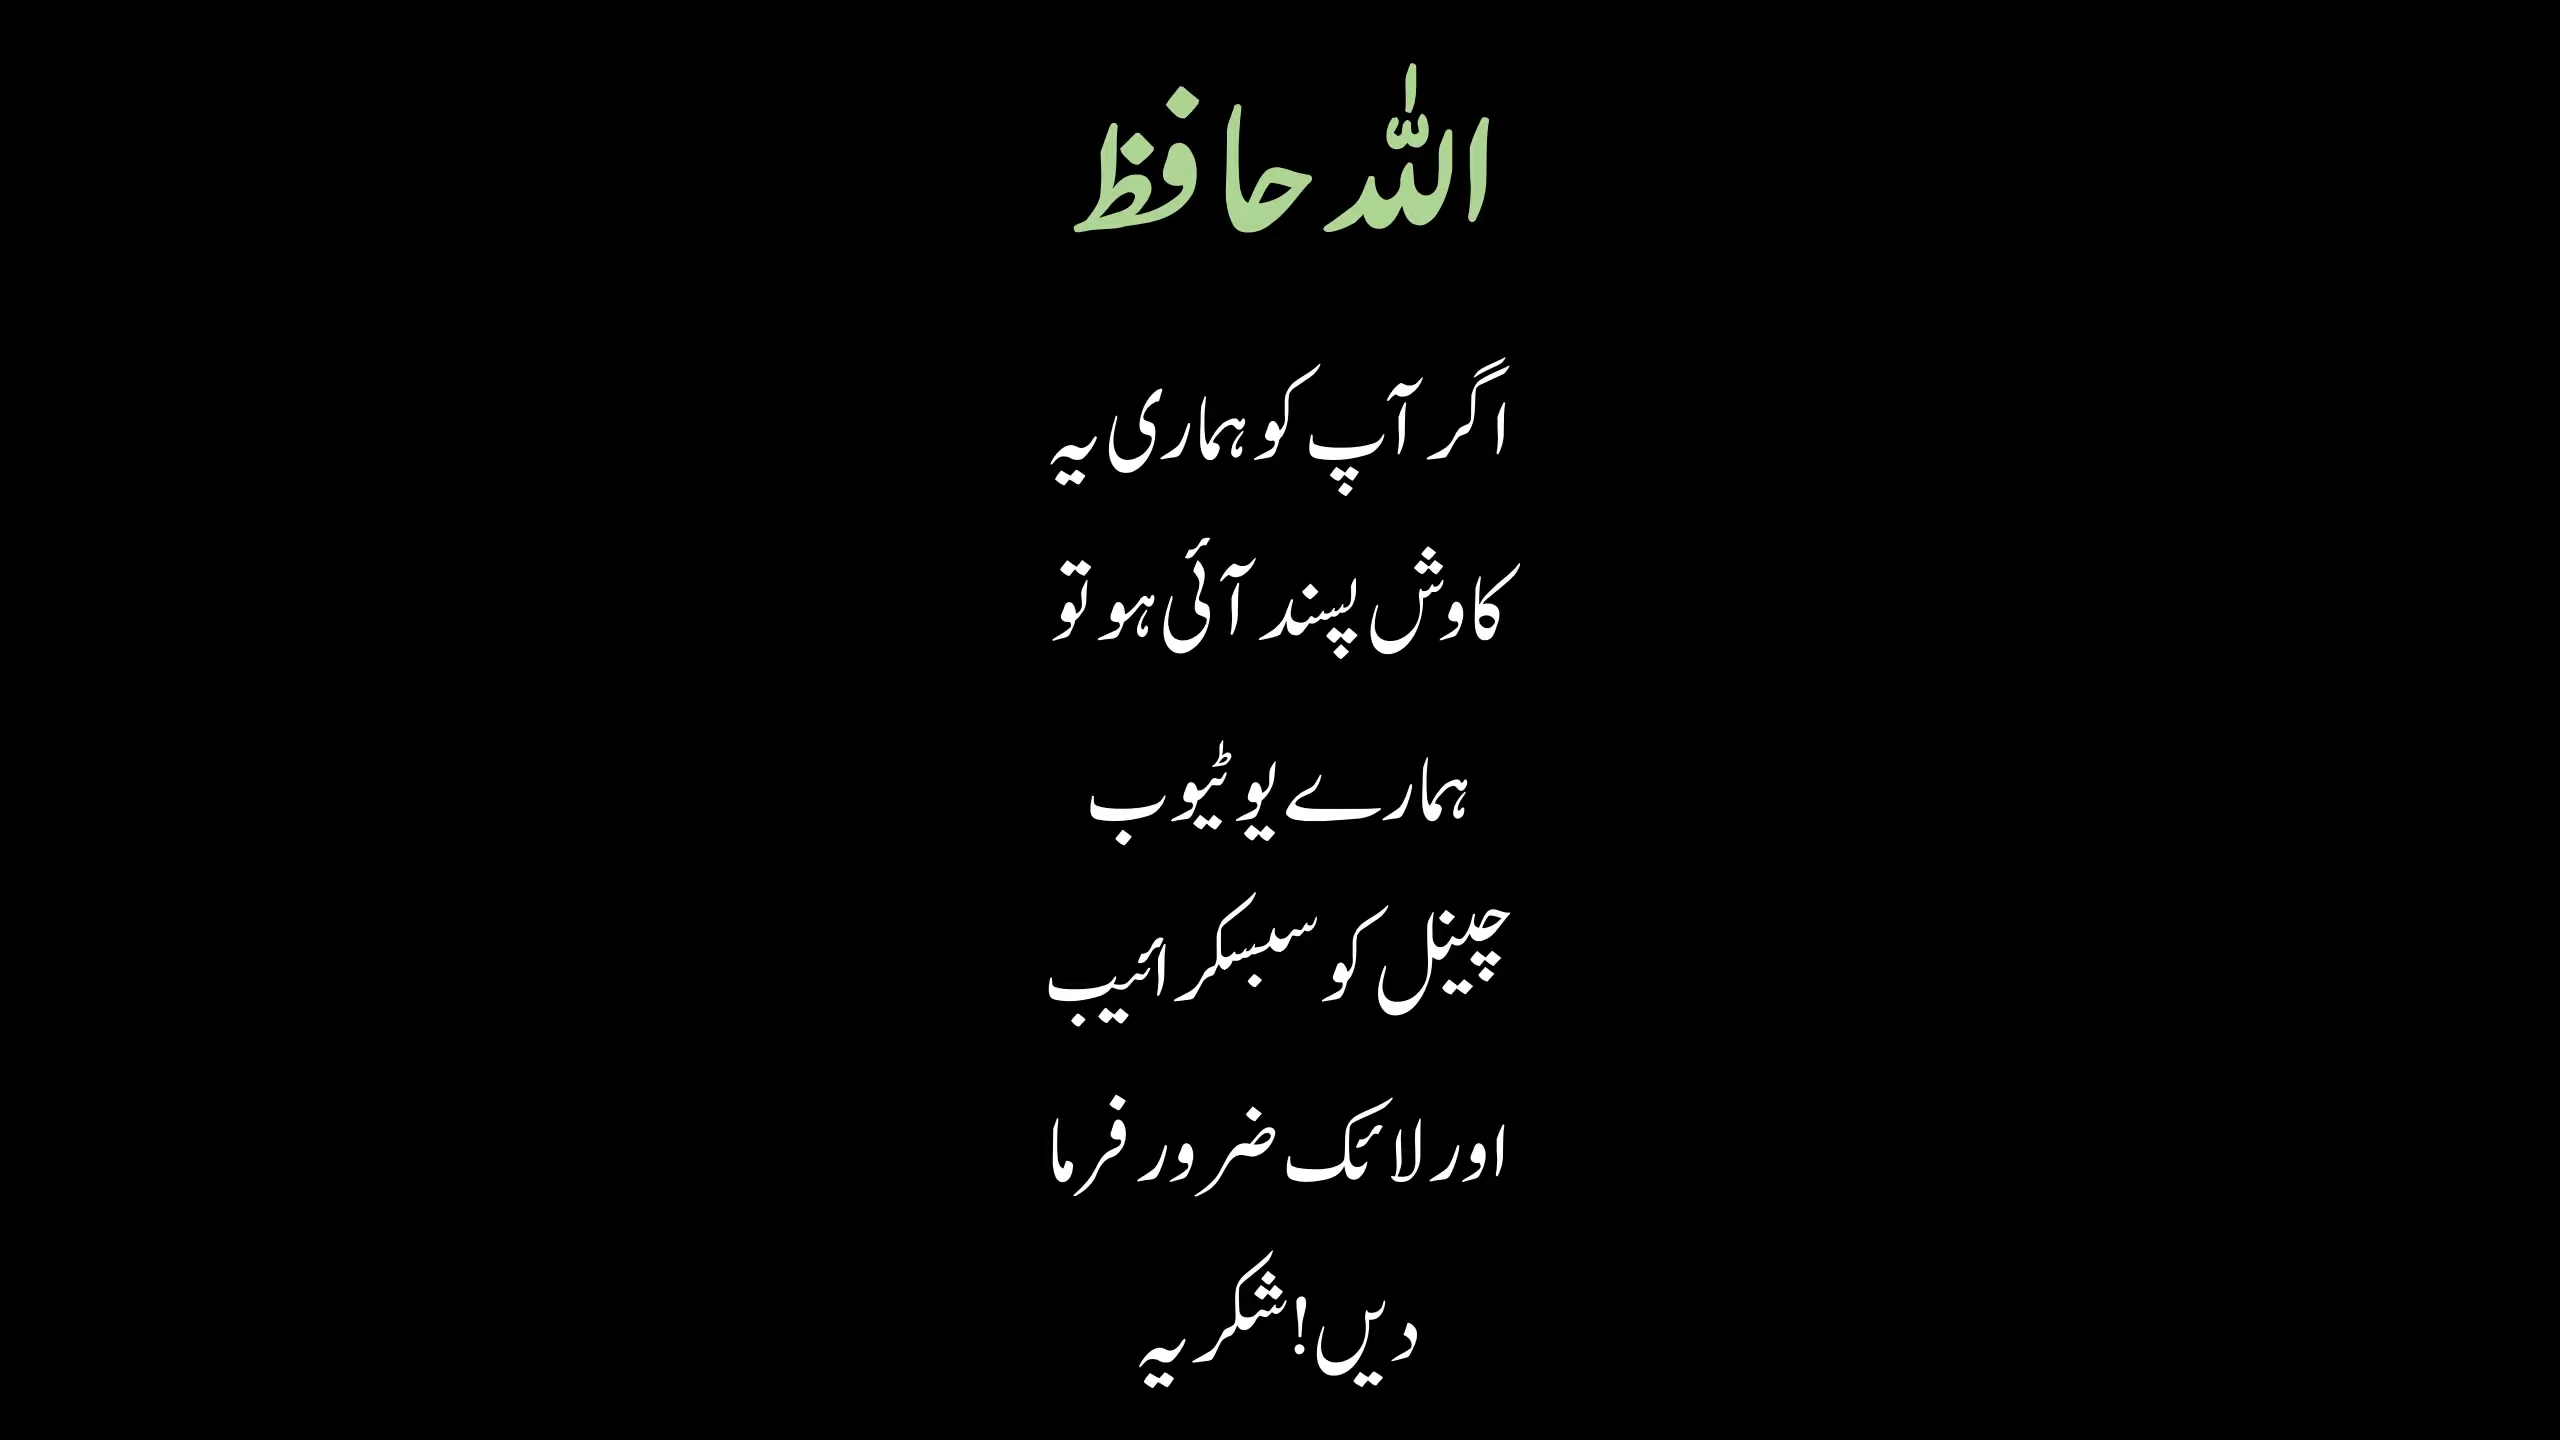 اللہ حافظ
اگر آپ کو ہماری یہ
کاوش پسند آئی ہو تو
ہمارے یوٹیوب
چینل کو سبسکرائیب
اور لائک ضرور فرما
دیں! شکریہ